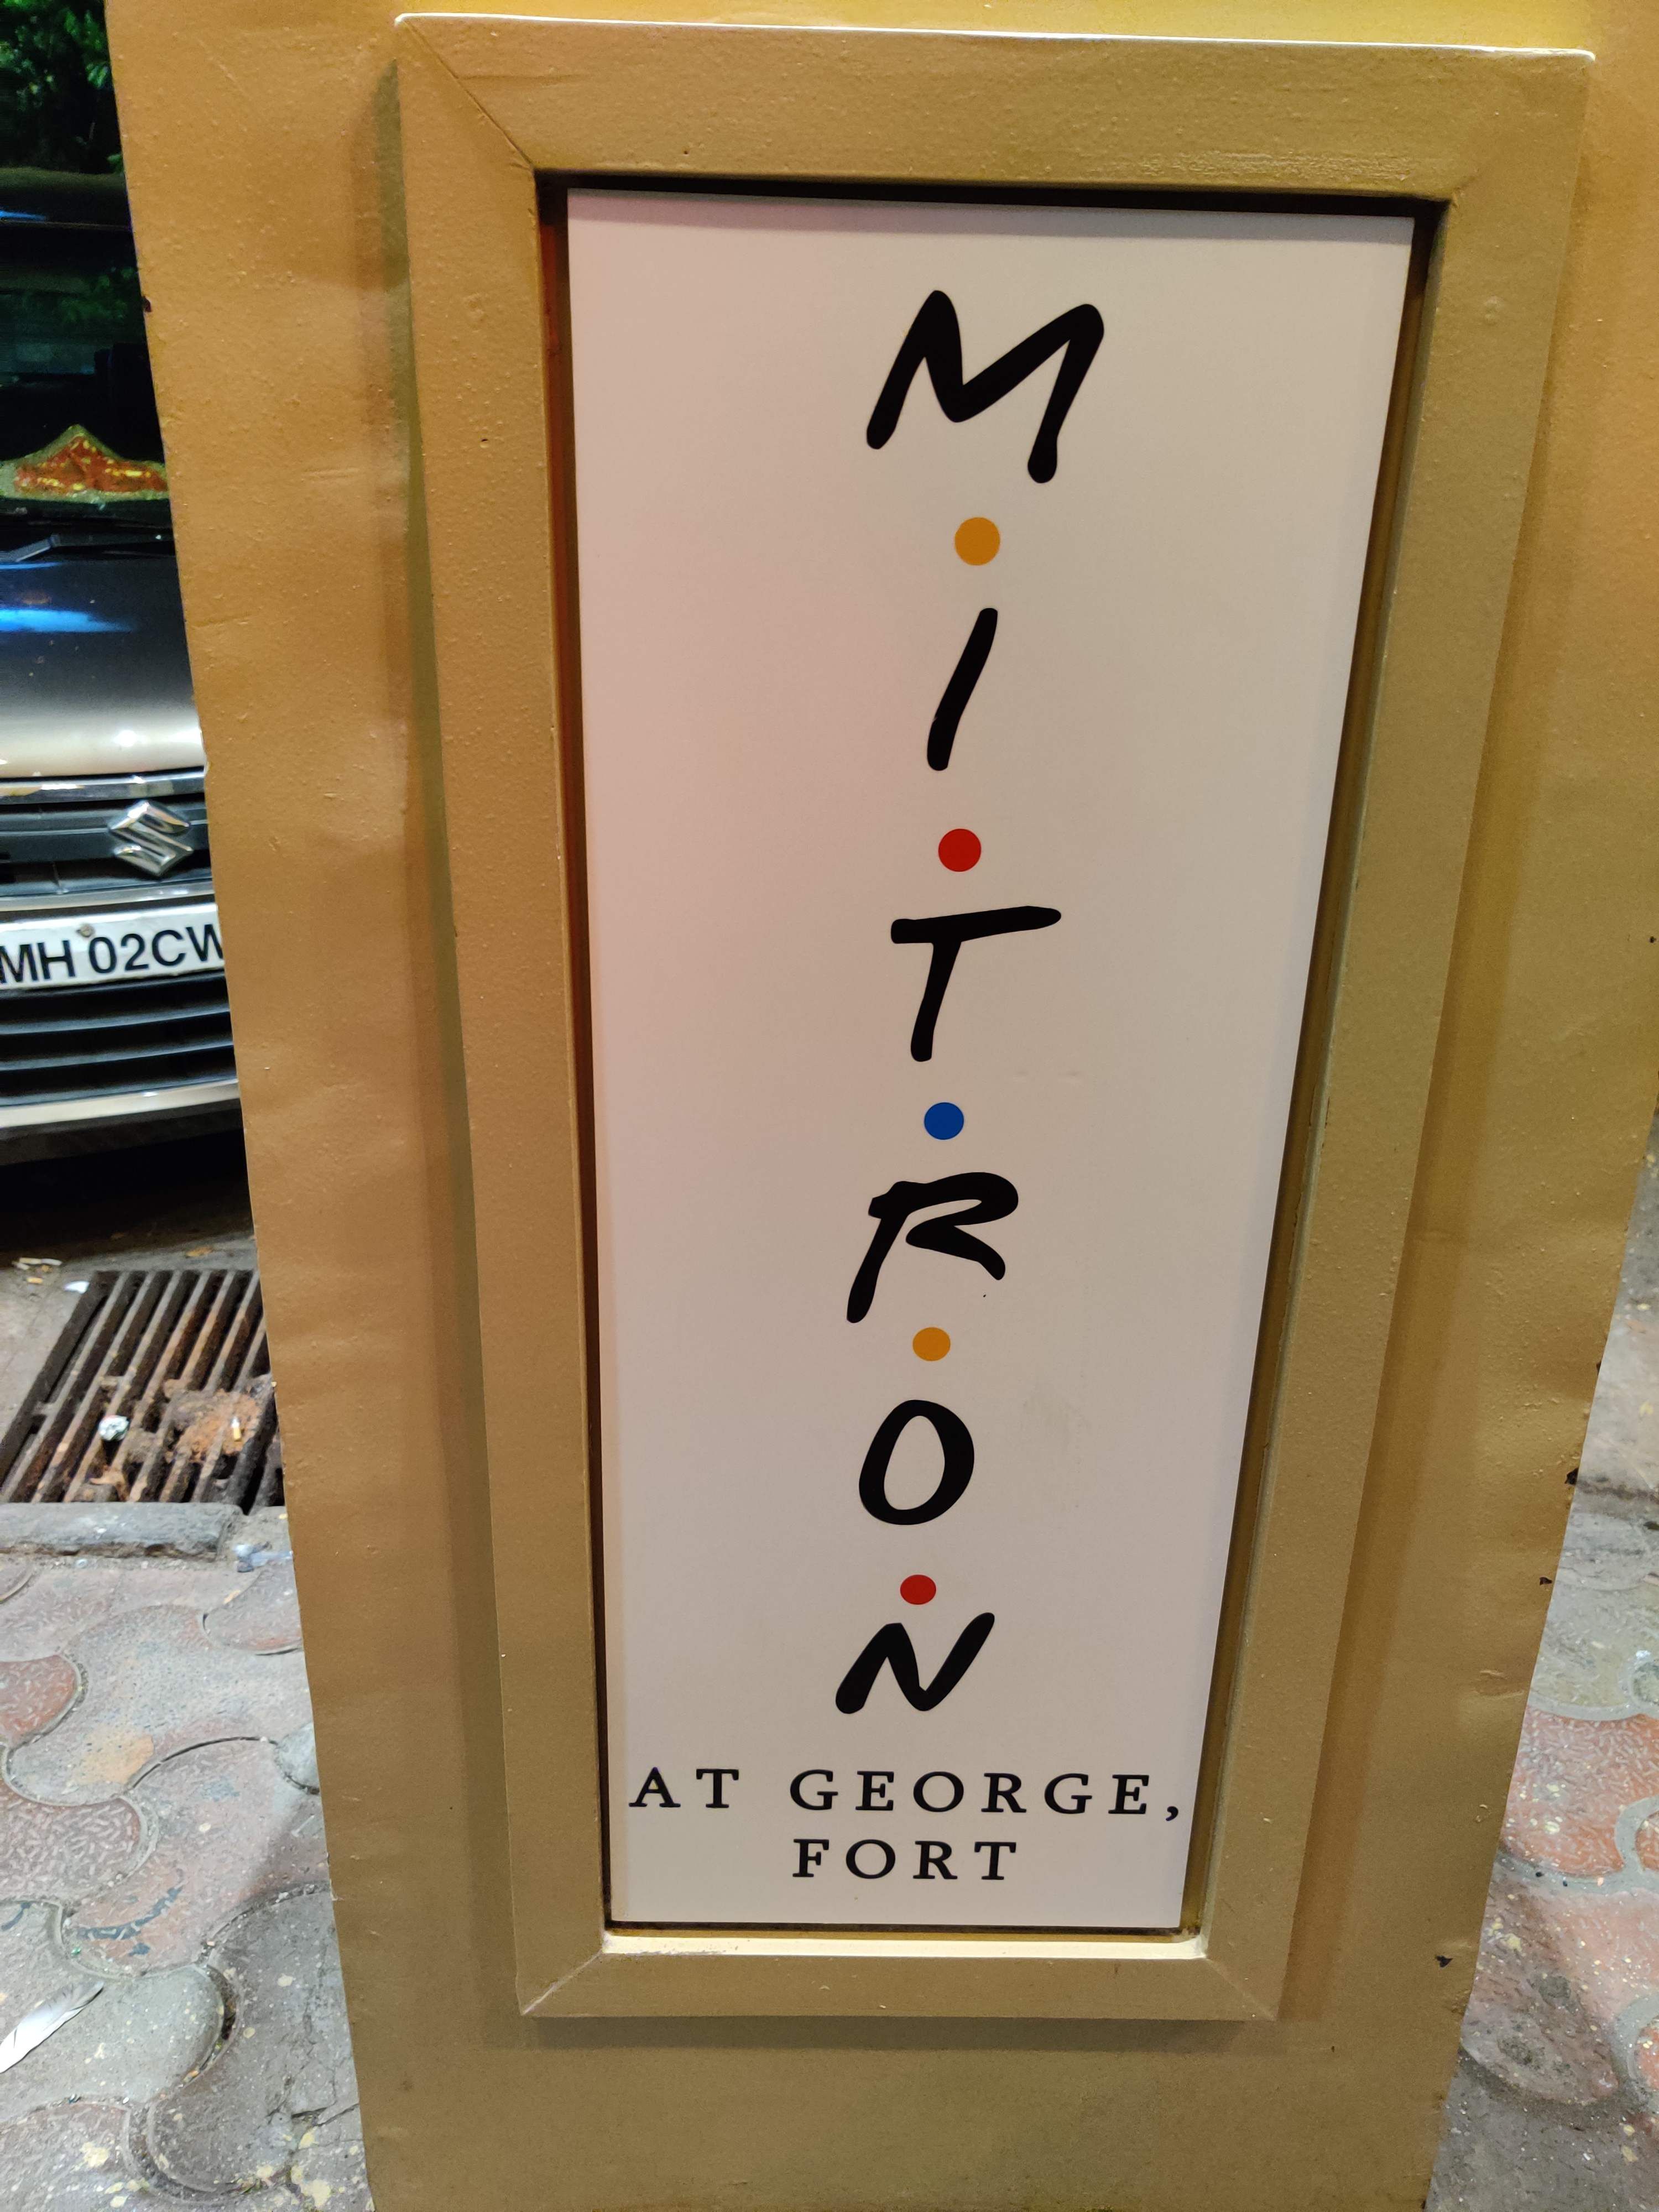 M•I•T•R•O•N
AT GEORGE,
FORT
MH 02CW